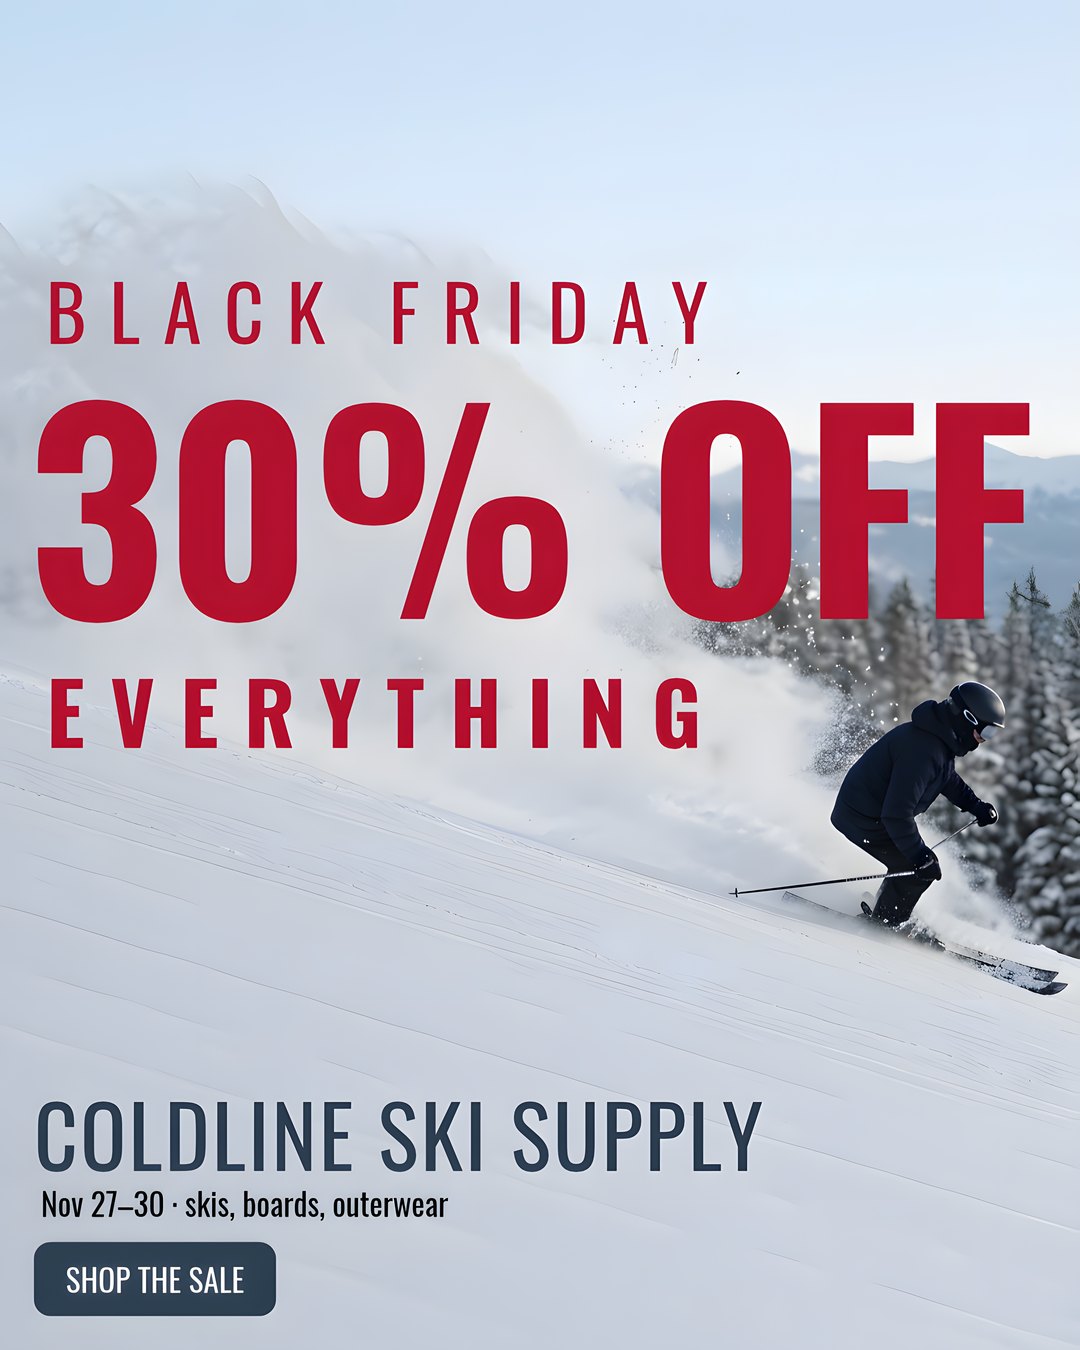 BLACK FRIDAY
30% OFF
EVERYTHING
COLDLINE SKI SUPPLY
Nov 27–30 · skis, boards, outerwear
SHOP THE SALE